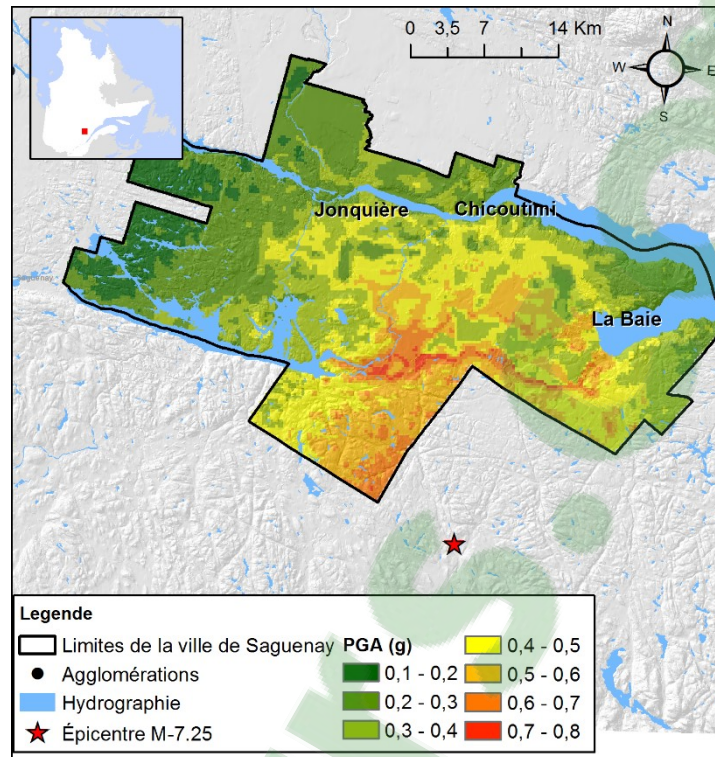 0 3,5 7 14 Km
N
W E
S
Jonquière Chicoutimi
La Baie
Legende
Limites de la ville de Saguenay
Agglomérations
Hydrographie
Épicentre M-7.25
PGA (g)
0,1 - 0,2
0,2 - 0,3
0,3 - 0,4
0,4 - 0,5
0,5 - 0,6
0,6 - 0,7
0,7 - 0,8